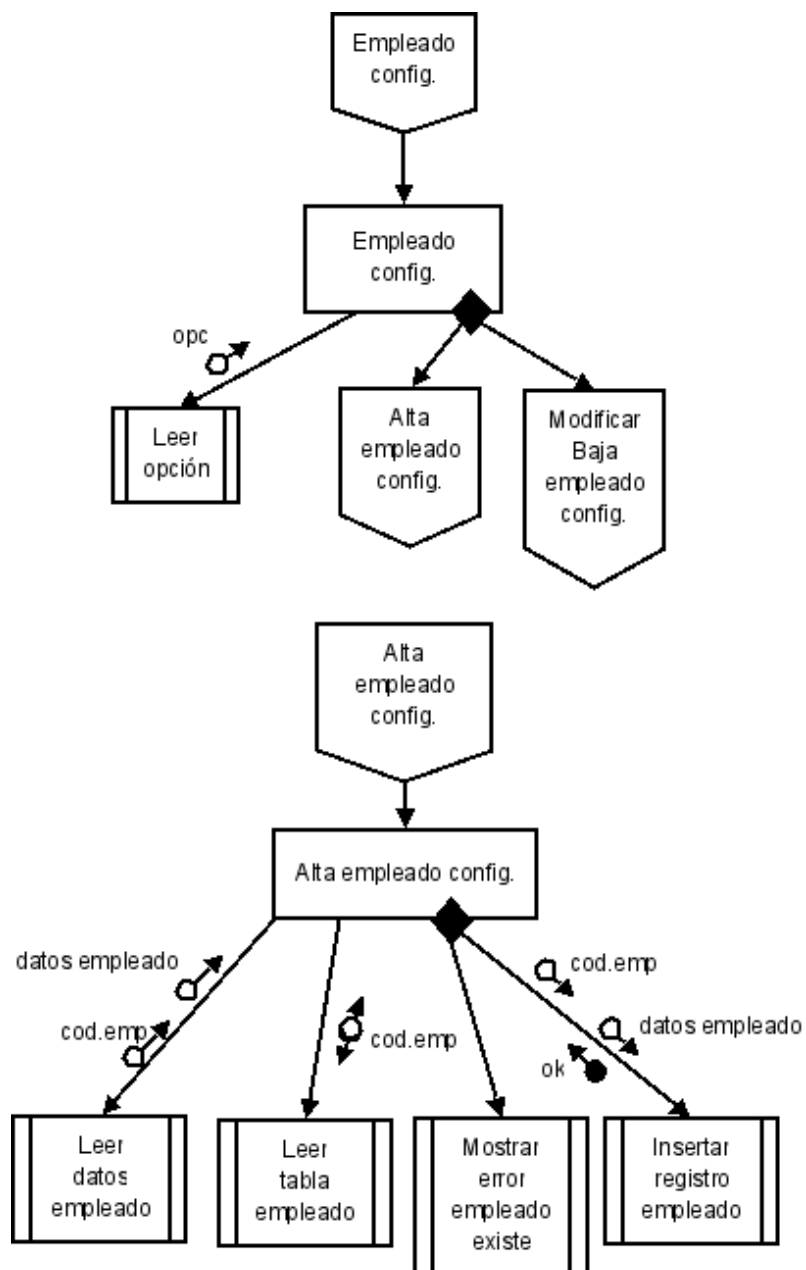 Empleado
config.
Empleado
config.
opc
Leer
opción
Alta
empleado
config.
Modificar
Baja
empleado
config.
Alta
empleado
config.
Alta empleado config.
datos empleado
cod.emp
cod.emp
cod.emp
datos empleado
ok
Leer
datos
empleado
Leer
tabla
empleado
Mostrar
error
empleado
existe
Insertar
registro
empleado